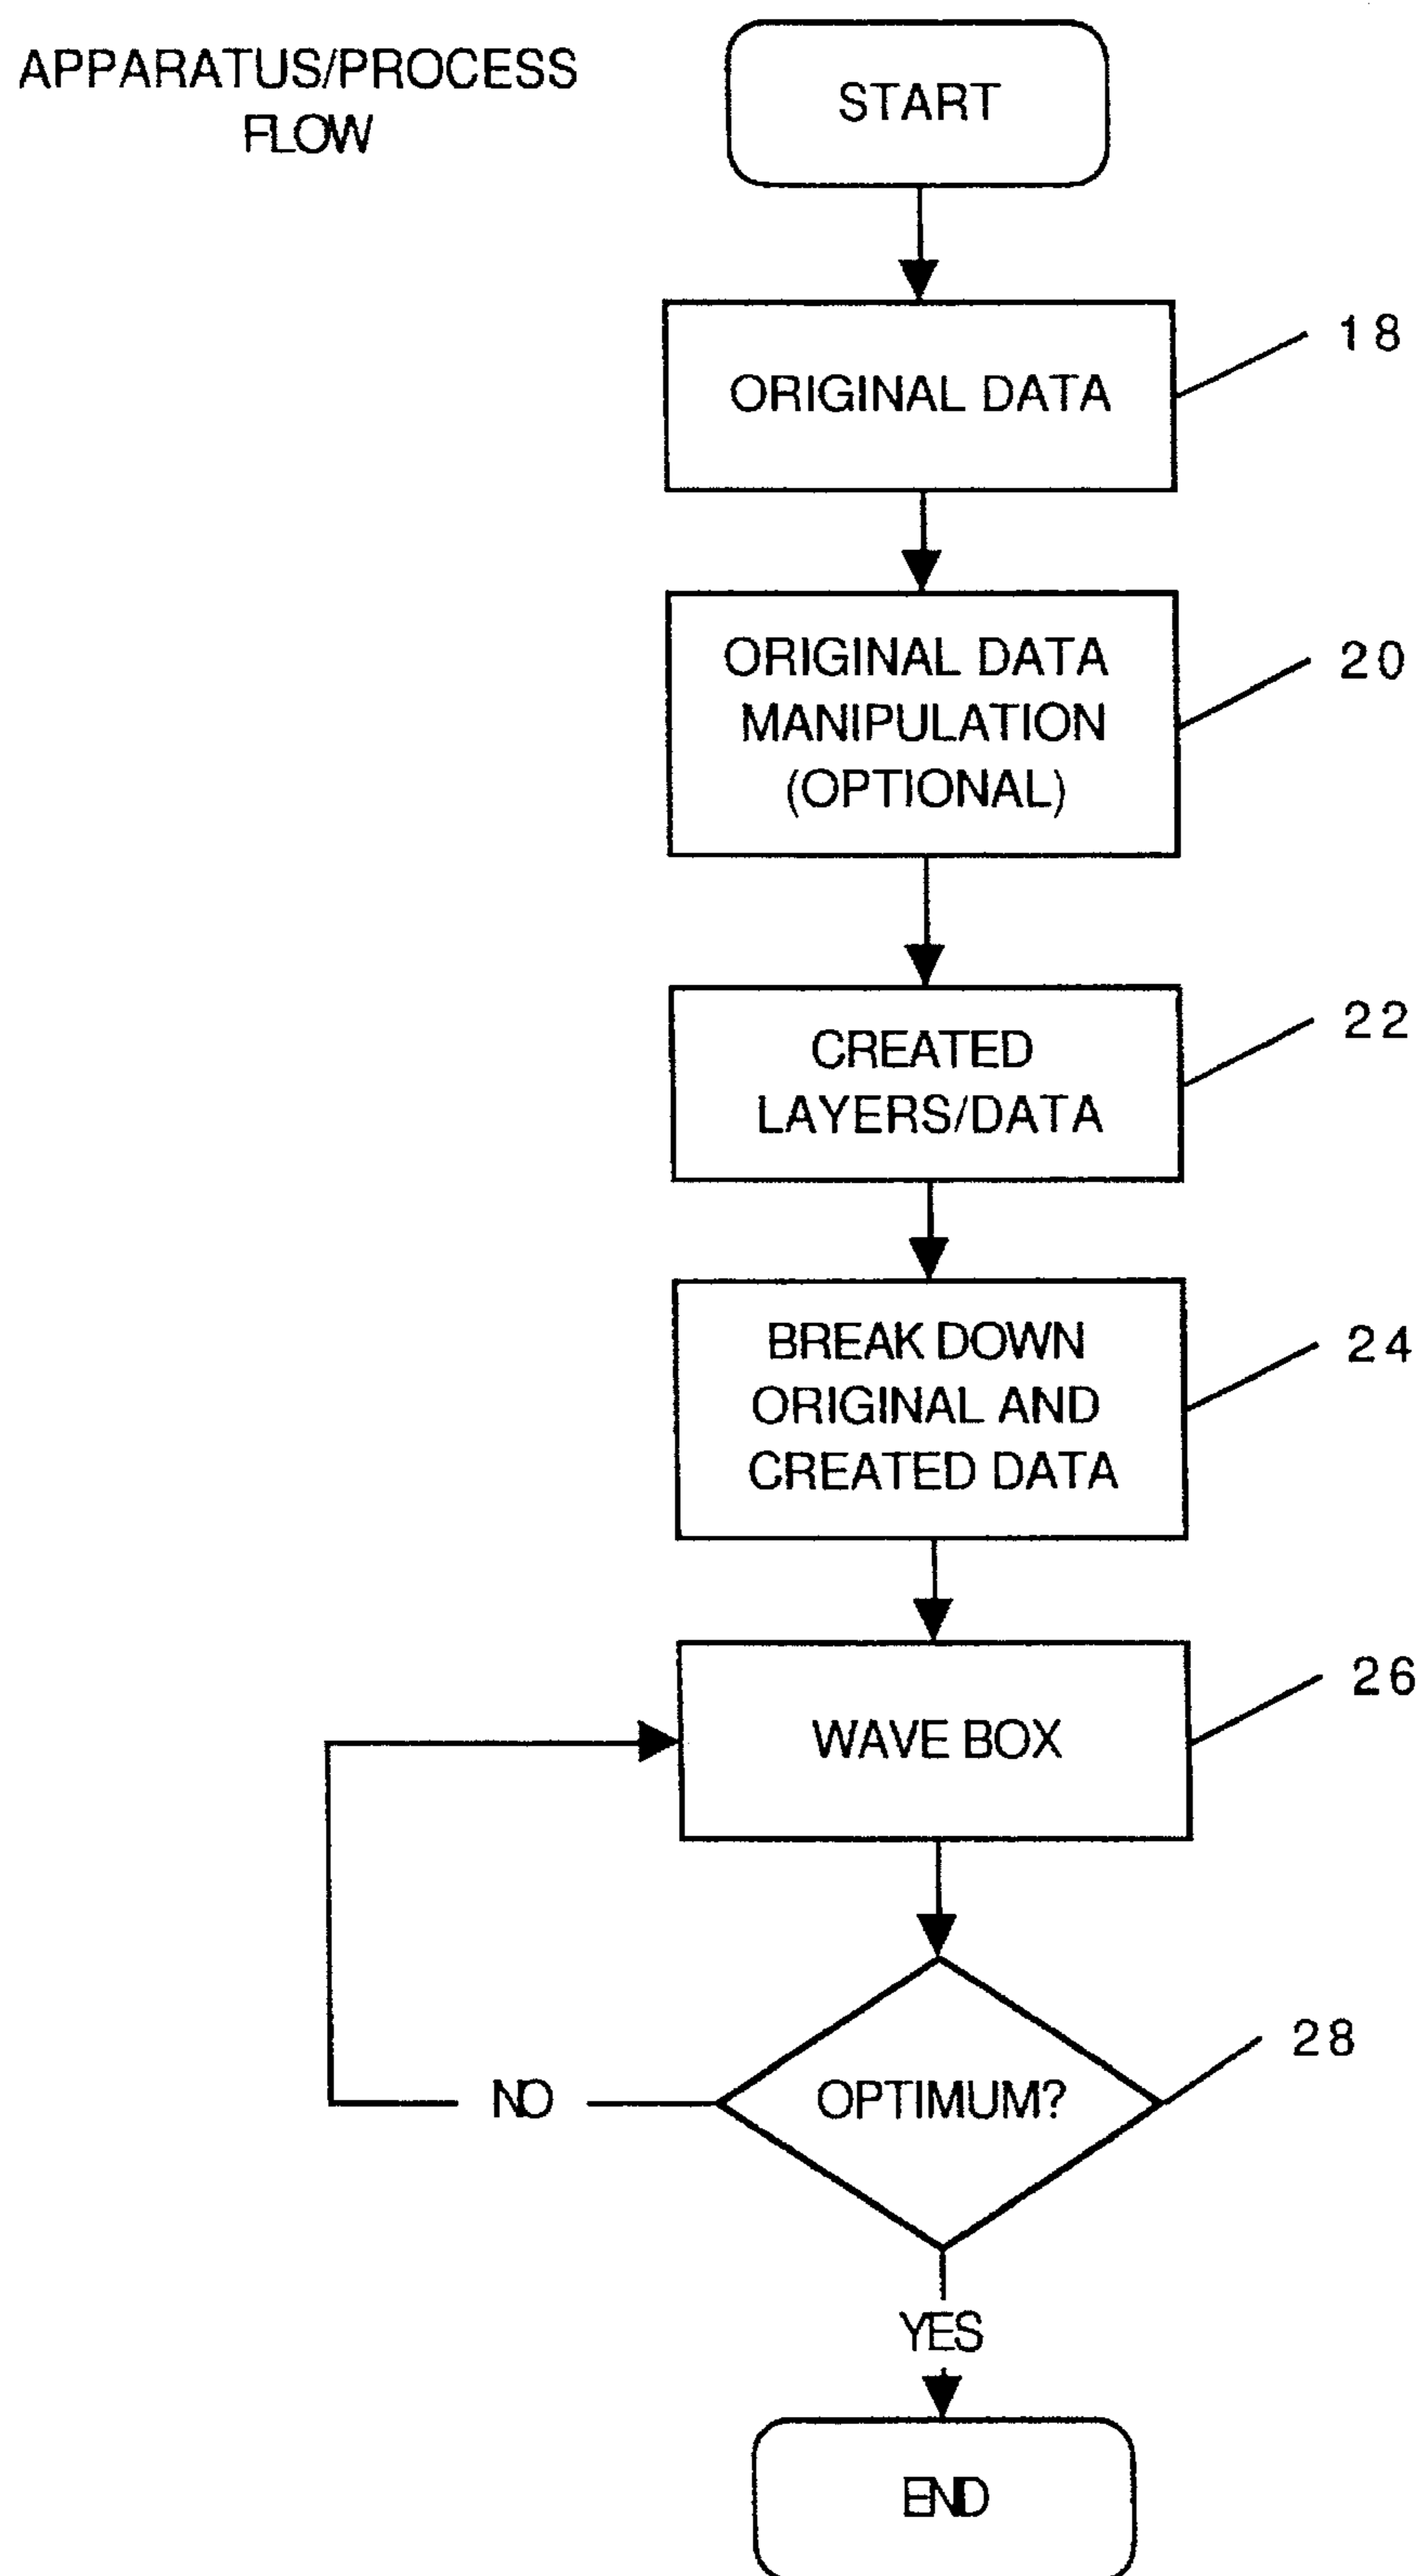 APPARATUS/PROCESS
FLOW
START
ORIGINAL DATA
18
ORIGINAL DATA
MANIPULATION
(OPTIONAL)
20
CREATED
LAYERS/DATA
22
BREAK DOWN
ORIGINAL AND
CREATED DATA
24
WAVE BOX
26
OPTIMUM?
28
NO
YES
END